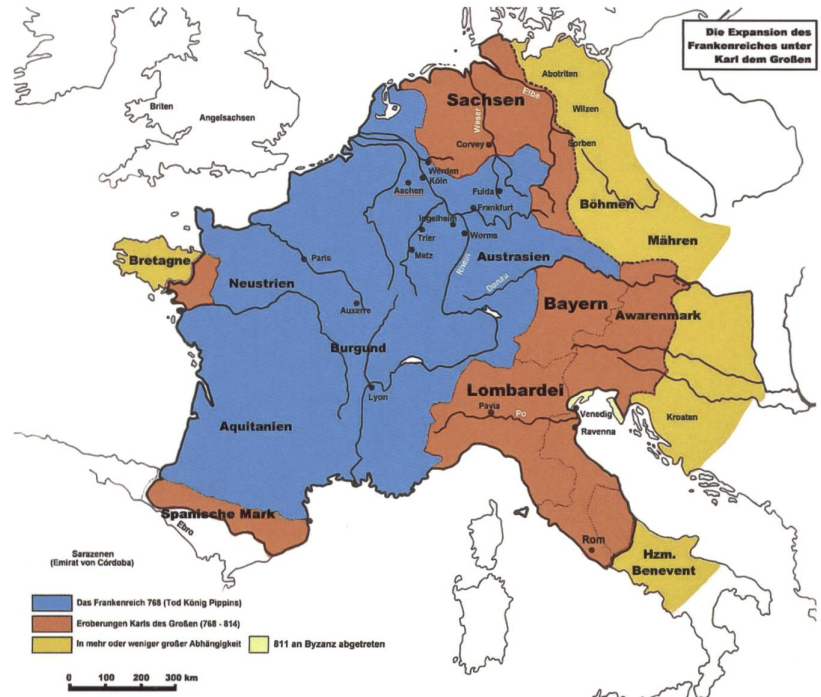 Die Expansion des
Frankenreiches unter
Karl dem Großen
Abotriten
Sachsen
Elbe
Wilzen
Briten
Angelsachsen
Weser
Corvey
Sorben
Werden
Köln
Aachen
Fulda
Frankfurt
Böhmen
Ingelheim
Trier
Worms
Mähren
Metz
Austrasien
Bretagne
Paris
Rhein
Neustrien
Donau
Bayern
Auxerre
Awarenmark
Burgund
Lombardei
Lyon
Pavia
Po
Venedig
Kroaten
Aquitanien
Ravenna
Spanische Mark
Ebro
Rom
Sarazenen
(Emirat von Córdoba)
Hzm.
Benevent
Das Frankenreich 768 (Tod König Pippins)
Eroberungen Karls des Großen (768 - 814)
In mehr oder weniger großer Abhängigkeit
811 an Byzanz abgetreten
0 100 200 300 km